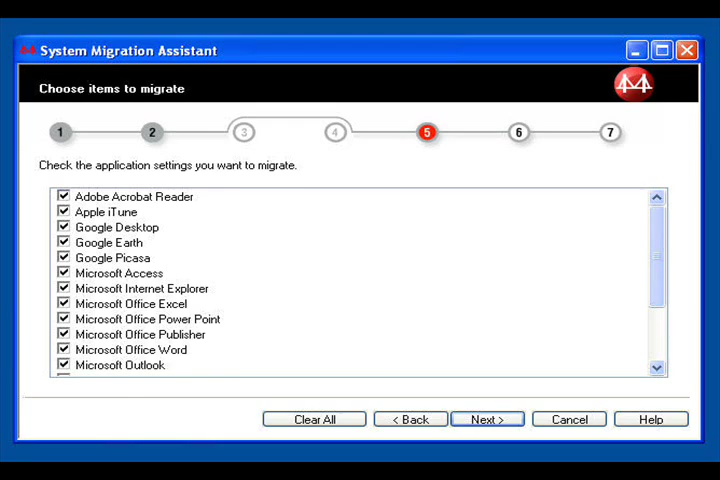 System Migration Assistant
Choose items to migrate
1 2 3 4 5 6 7
Check the application settings you want to migrate.
Adobe Acrobat Reader
Apple iTune
Google Desktop
Google Earth
Google Picasa
Microsoft Access
Microsoft Internet Explorer
Microsoft Office Excel
Microsoft Office Power Point
Microsoft Office Publisher
Microsoft Office Word
Microsoft Outlook
Clear All < Back Next > Cancel Help